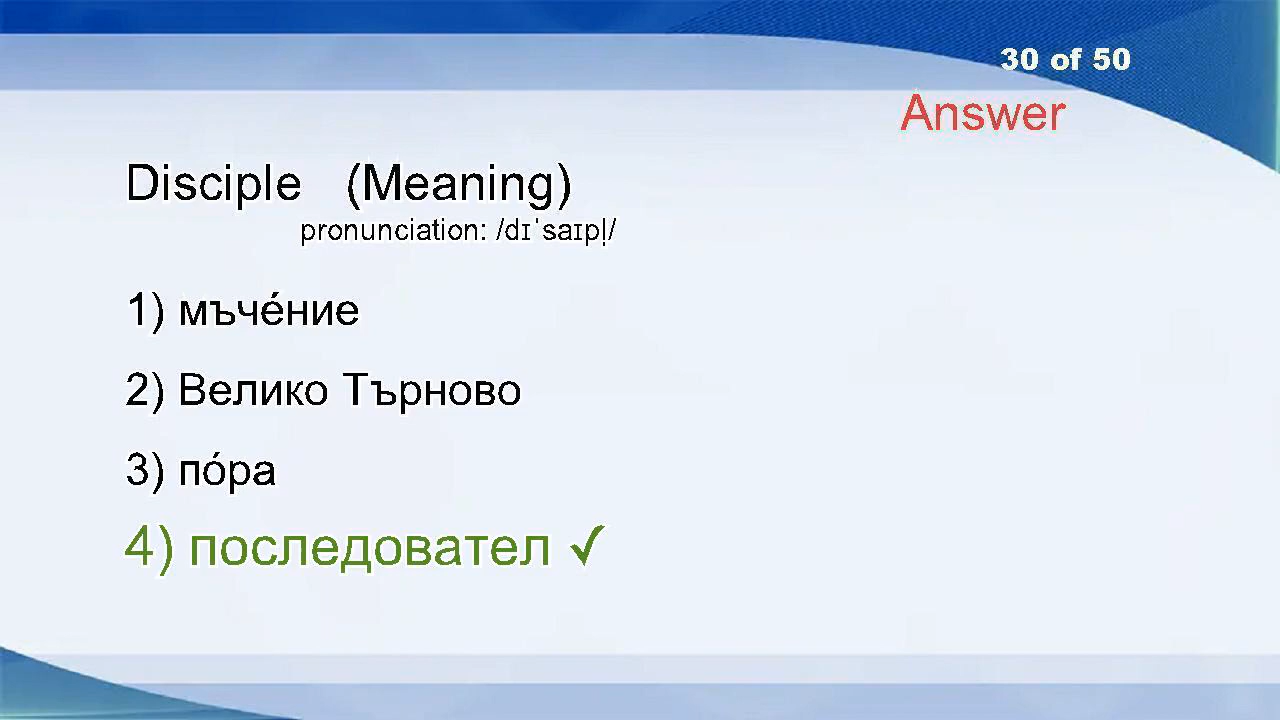 30 of 50
Answer
Disciple (Meaning)
pronunciation: /dɪˈsaɪpl̩/
1) мъче́ние
2) Велико Търново
3) по́ра
4) последовател ✓